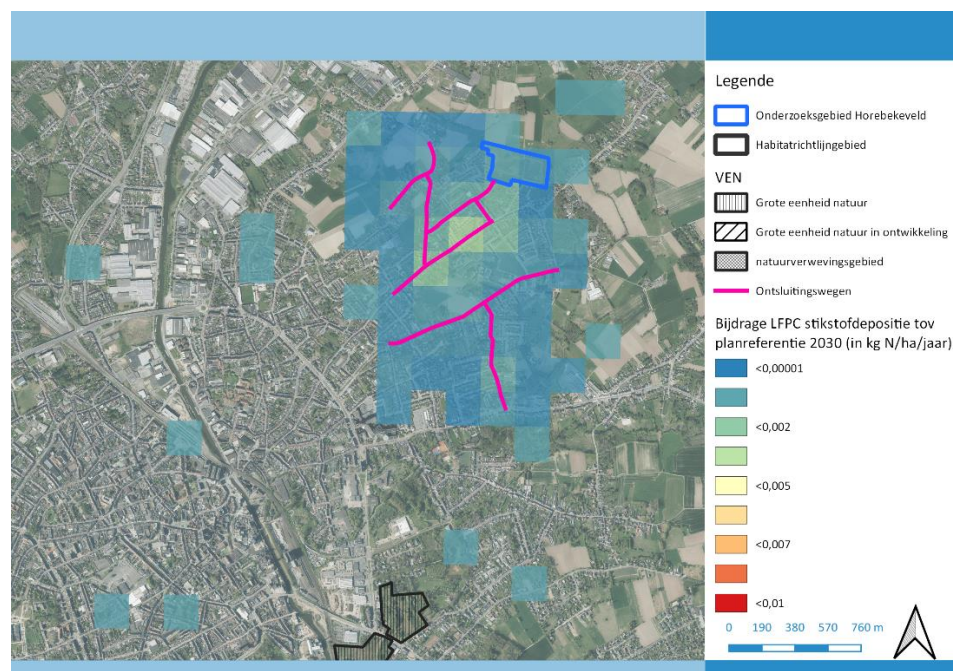 Legende
Onderzoeksgebied Horebekeveld
Habitatrichtlijngebied
VEN
Grote eenheid natuur
Grote eenheid natuur in ontwikkeling
natuurverwevingsgebied
Ontsluitingswegen
Bijdrage LFPC stikstofdepositie tov
planreferentie 2030 (in kg N/ha/jaar)
<0,00001
<0,002
<0,005
<0,007
<0,01
0 190 380 570 760 m